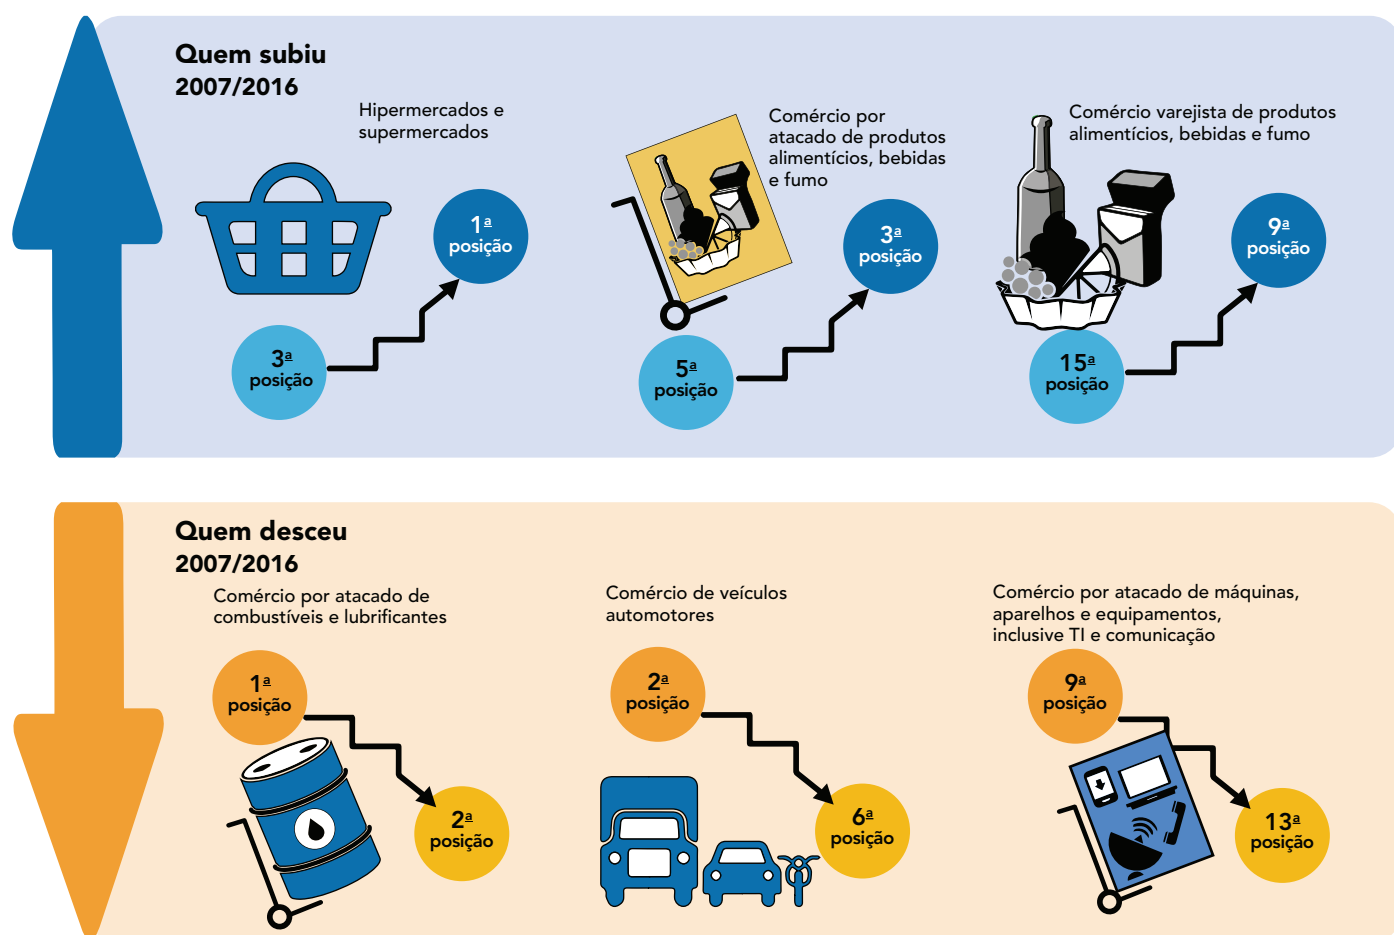 Quem subiu
2007/2016
Hipermercados e
supermercados
1ª
posição
3ª
posição
Comércio por
atacado de produtos
alimentícios, bebidas
e fumo
3ª
posição
5ª
posição
Comércio varejista de produtos
alimentícios, bebidas e fumo
9ª
posição
15ª
posição
Quem desceu
2007/2016
Comércio por atacado de
combustíveis e lubrificantes
1ª
posição
2ª
posição
Comércio de veículos
automotores
2ª
posição
6ª
posição
Comércio por atacado de máquinas,
aparelhos e equipamentos,
inclusive TI e comunicação
9ª
posição
13ª
posição